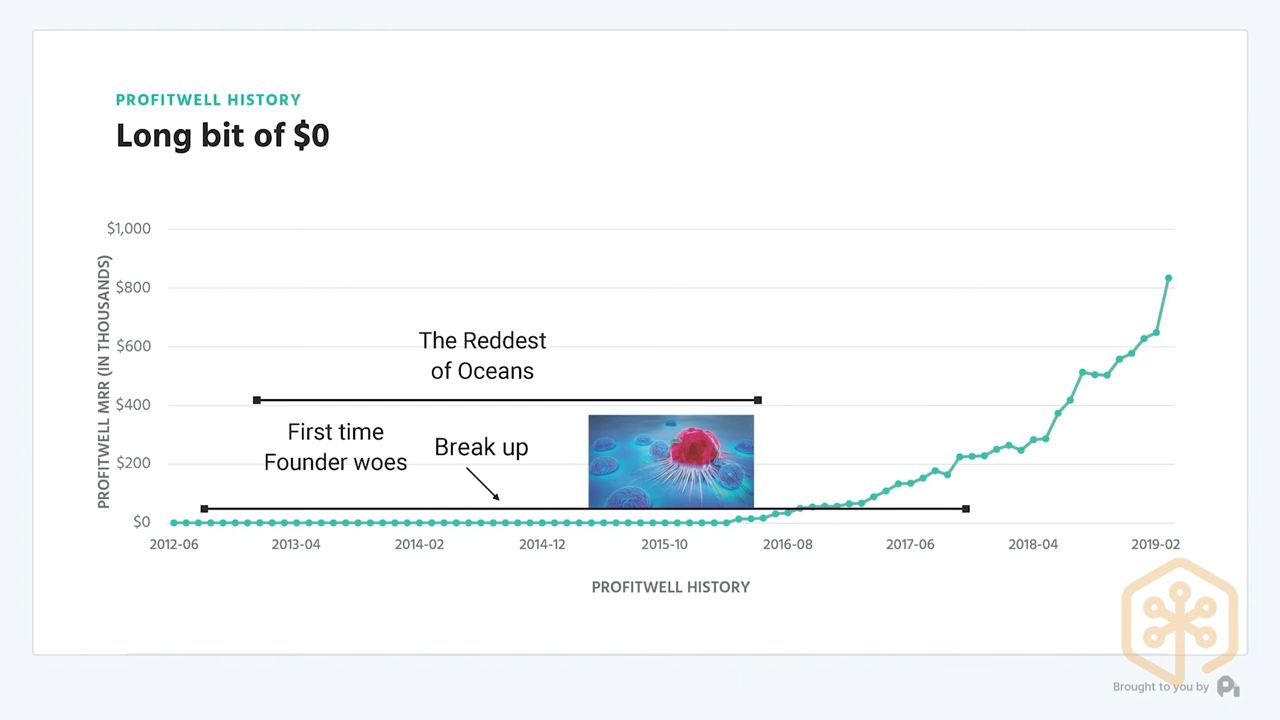 PROFITWELL HISTORY
Long bit of $0
PROFITWELL MRR (IN THOUSANDS)
$1,000
$800
$600
$400
$200
$0
The Reddest
of Oceans
First time
Founder woes
Break up
2012-06
2013-04
2014-02
2014-12
2015-10
2016-08
2017-06
2018-04
2019-02
PROFITWELL HISTORY
Brought to you by